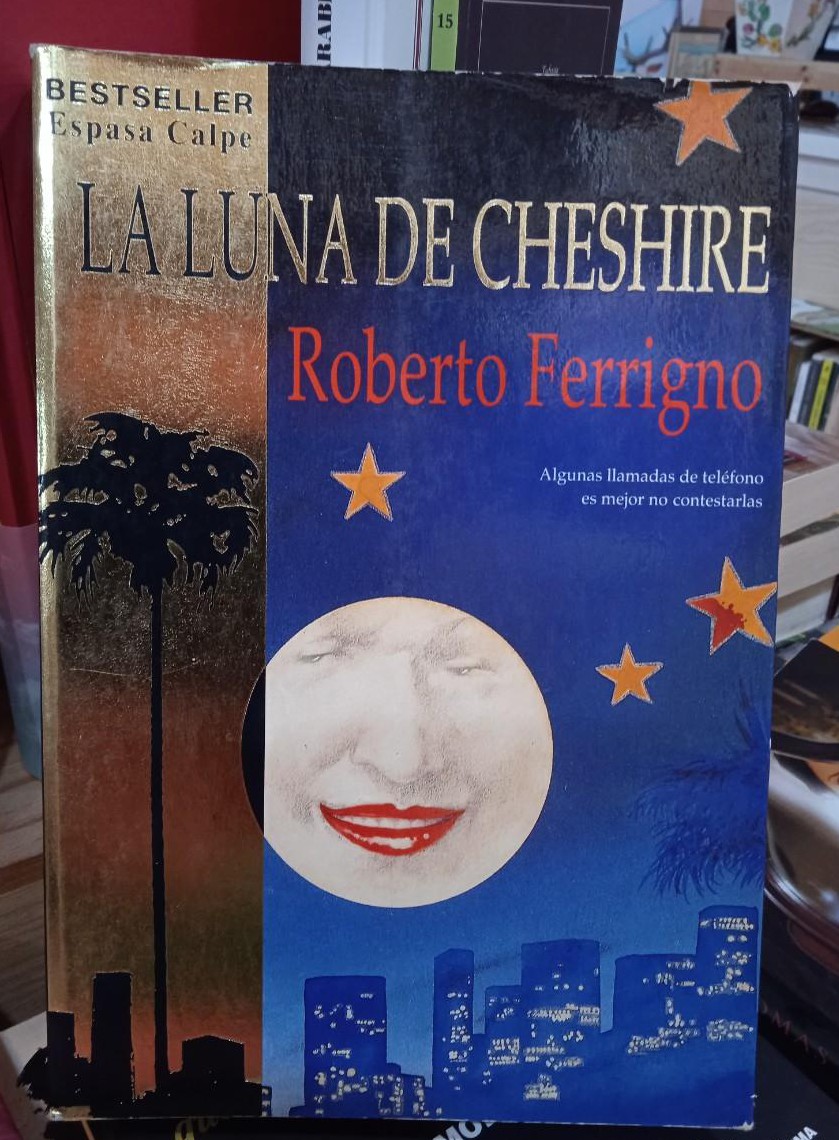 15
BESTSELLER
Espasa Calpe
LA LUNA DE CHESHIRE
Roberto Ferrigno
Algunas llamadas de teléfono
es mejor no contestarlas